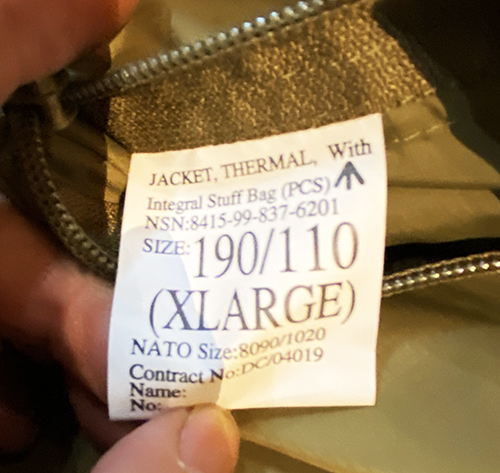 JACKET, THERMAL, With
Integral Stuff Bag (PCS)
NSN:8415-99-837-6201
SIZE: 190/110
(XLARGE)
NATO Size:8090/1020
Contract No:DC/04019
Name:
No: